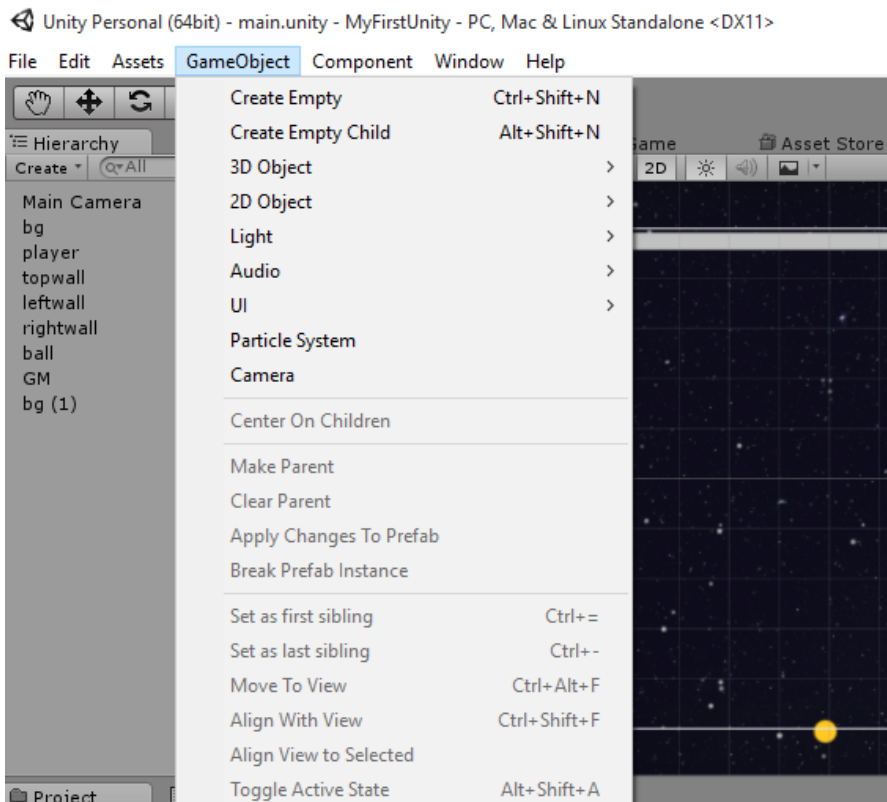 Unity Personal (64bit) - main.unity - MyFirstUnity - PC, Mac & Linux Standalone <DX11>
File Edit Assets GameObject Component Window Help
Create Empty Ctrl+Shift+N
Create Empty Child Alt+Shift+N
3D Object >
2D Object >
Light >
Audio >
UI >
Particle System
Camera
Center On Children
Make Parent
Clear Parent
Apply Changes To Prefab
Break Prefab Instance
Set as first sibling Ctrl+=
Set as last sibling Ctrl+-
Move To View Ctrl+Alt+F
Align With View Ctrl+Shift+F
Align View to Selected
Toggle Active State Alt+Shift+A
Hierarchy
Create All
Main Camera
bg
player
topwall
leftwall
rightwall
ball
GM
bg (1)
Project
Asset Store
2D